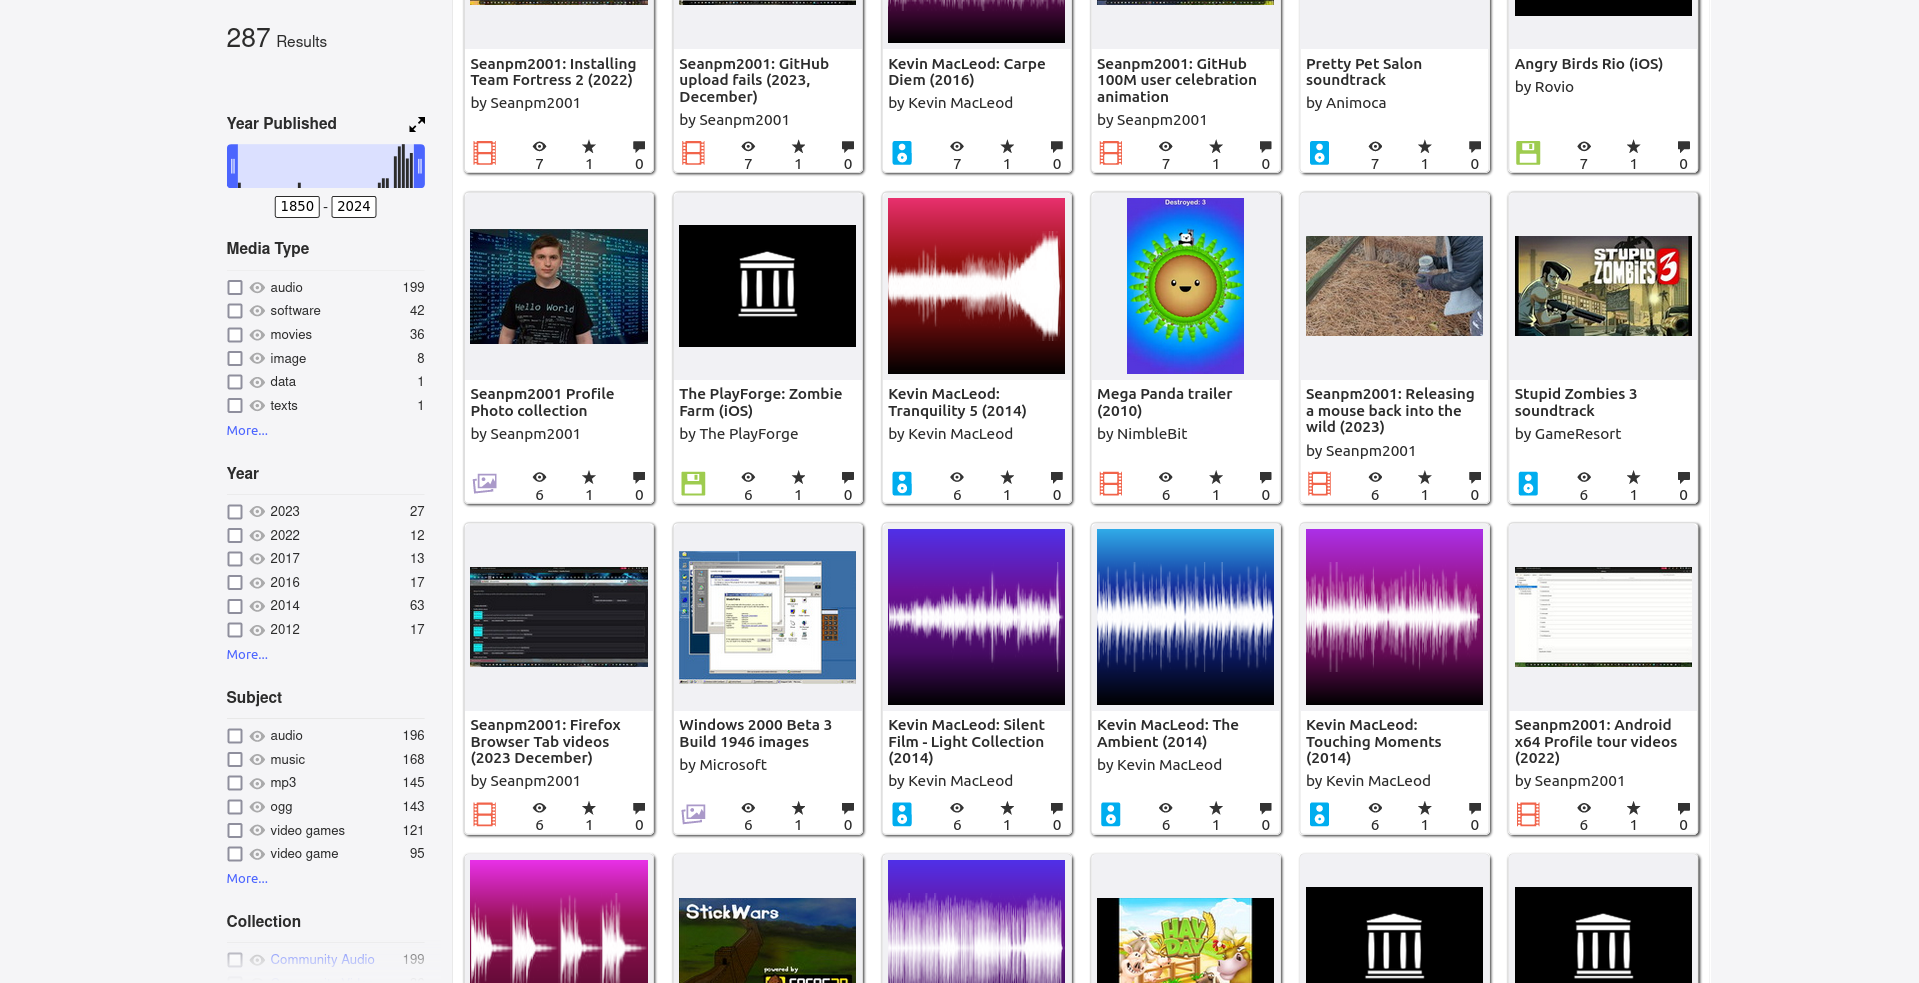 287 Results
Year Published
1850 - 2024
Media Type
audio 199
software 42
movies 36
image 8
data 1
texts 1
More...
Year
2023 27
2022 12
2017 13
2016 17
2014 63
2012 17
More...
Subject
audio 196
music 168
mp3 145
ogg 143
video games 121
video game 95
More...
Collection
Community Audio 199
Seanpm2001: Installing
Team Fortress 2 (2022)
by Seanpm2001
7 1 0
Seanpm2001: GitHub
upload fails (2023,
December)
by Seanpm2001
7 1 0
Kevin MacLeod: Carpe
Diem (2016)
by Kevin MacLeod
7 1 0
Seanpm2001: GitHub
100M user celebration
animation
by Seanpm2001
7 1 0
Pretty Pet Salon
soundtrack
by Animoca
7 1 0
Angry Birds Rio (iOS)
by Rovio
7 1 0
Hello World
Seanpm2001 Profile
Photo collection
by Seanpm2001
6 1 0
The PlayForge: Zombie
Farm (iOS)
by The PlayForge
6 1 0
Kevin MacLeod:
Tranquility 5 (2014)
by Kevin MacLeod
6 1 0
Destroyed: 3
Mega Panda trailer
(2010)
by NimbleBit
6 1 0
Seanpm2001: Releasing
a mouse back into the
wild (2023)
by Seanpm2001
6 1 0
STUPID
ZOMBIES 3
Stupid Zombies 3
soundtrack
by GameResort
6 1 0
Seanpm2001: Firefox
Browser Tab videos
(2023 December)
by Seanpm2001
6 1 0
Windows 2000 Beta 3
Build 1946 images
by Microsoft
6 1 0
Kevin MacLeod: Silent
Film - Light Collection
(2014)
by Kevin MacLeod
6 1 0
Kevin MacLeod: The
Ambient (2014)
by Kevin MacLeod
6 1 0
Kevin MacLeod:
Touching Moments
(2014)
by Kevin MacLeod
6 1 0
Seanpm2001: Android
x64 Profile tour videos
(2022)
by Seanpm2001
6 1 0
StickWars
powered by
HAY
DAY